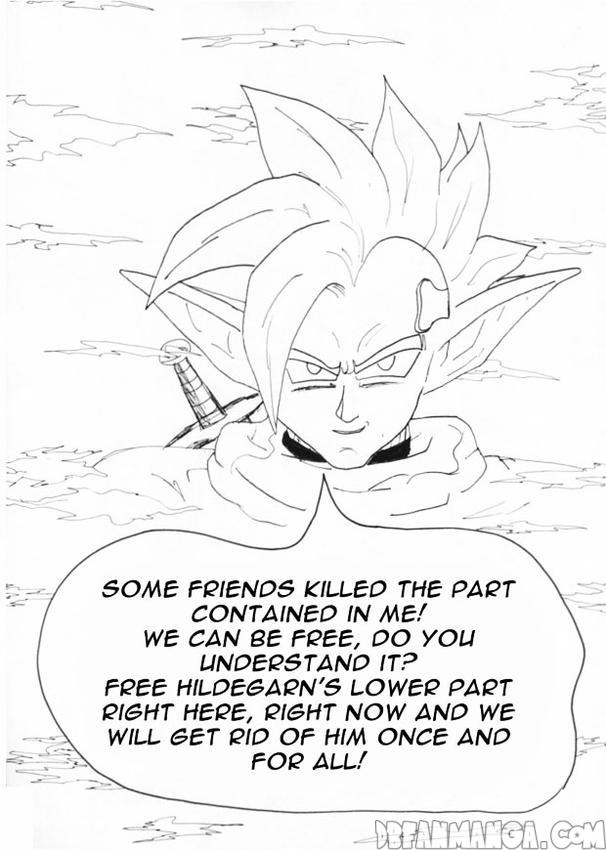 SOME FRIENDS KILLED THE PART
CONTAINED IN ME!
WE CAN BE FREE, DO YOU
UNDERSTAND IT?
FREE HILDEGARN'S LOWER PART
RIGHT HERE, RIGHT NOW AND WE
WILL GET RID OF HIM ONCE AND
FOR ALL!
DBFANMANGA.COM